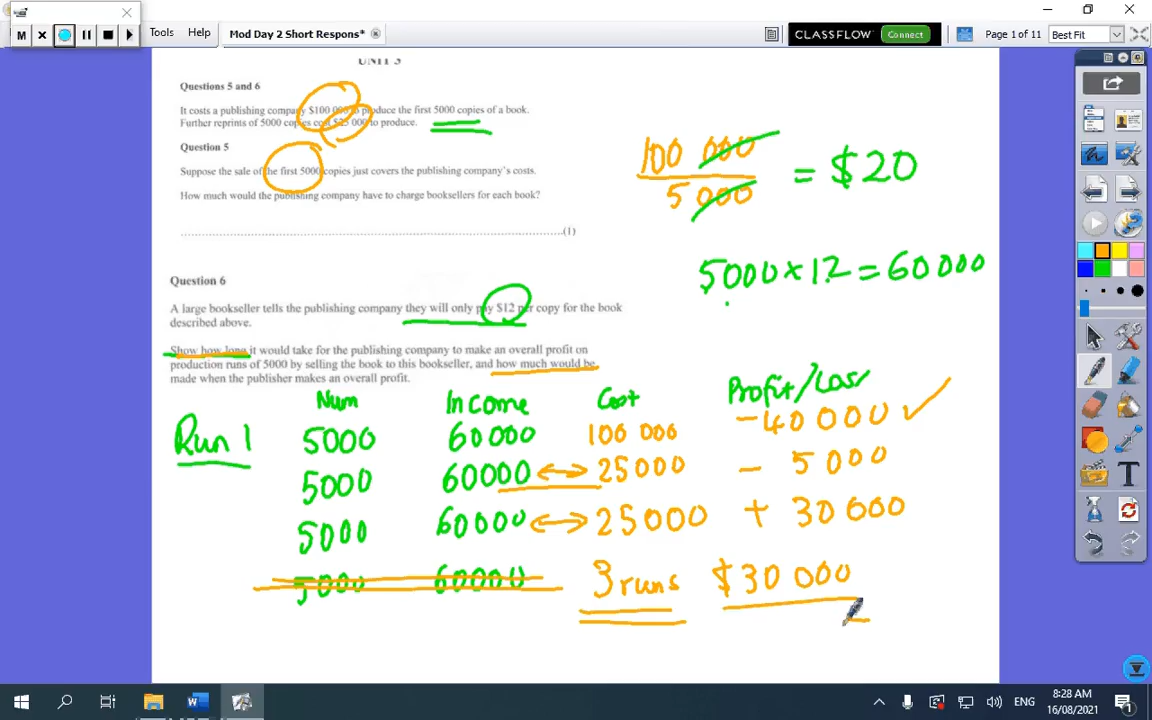 M
Tools Help Mod Day 2 Short Respons* CLASSFLOW Connect Page 1 of 11 Best Fit
UNIT 3
Questions 5 and 6
It costs a publishing company $100 000 to produce the first 5000 copies of a book.
Further reprints of 5000 copies cost $25 000 to produce.
Question 5
Suppose the sale of the first 5000 copies just covers the publishing company's costs.
How much would the publishing company have to charge booksellers for each book?
(1)
100 000
5 000
= $20
5000 × 12 = 60000
Question 6
A large bookseller tells the publishing company they will only pay $12 per copy for the book
described above.
Show how long it would take for the publishing company to make an overall profit on
production runs of 5000 by selling the book to this bookseller, and how much would be
made when the publisher makes an overall profit.
Num Income Cost Profit/Loss
Run 1 5000 60000 100 000 - 40 000 ✓
5000 60000 ↔ 25000 - 5000
5000 60000 ↔ 25000 + 30 000
5000 60000 3 runs $30 000
T
ENG
8:28 AM
16/08/2021
1